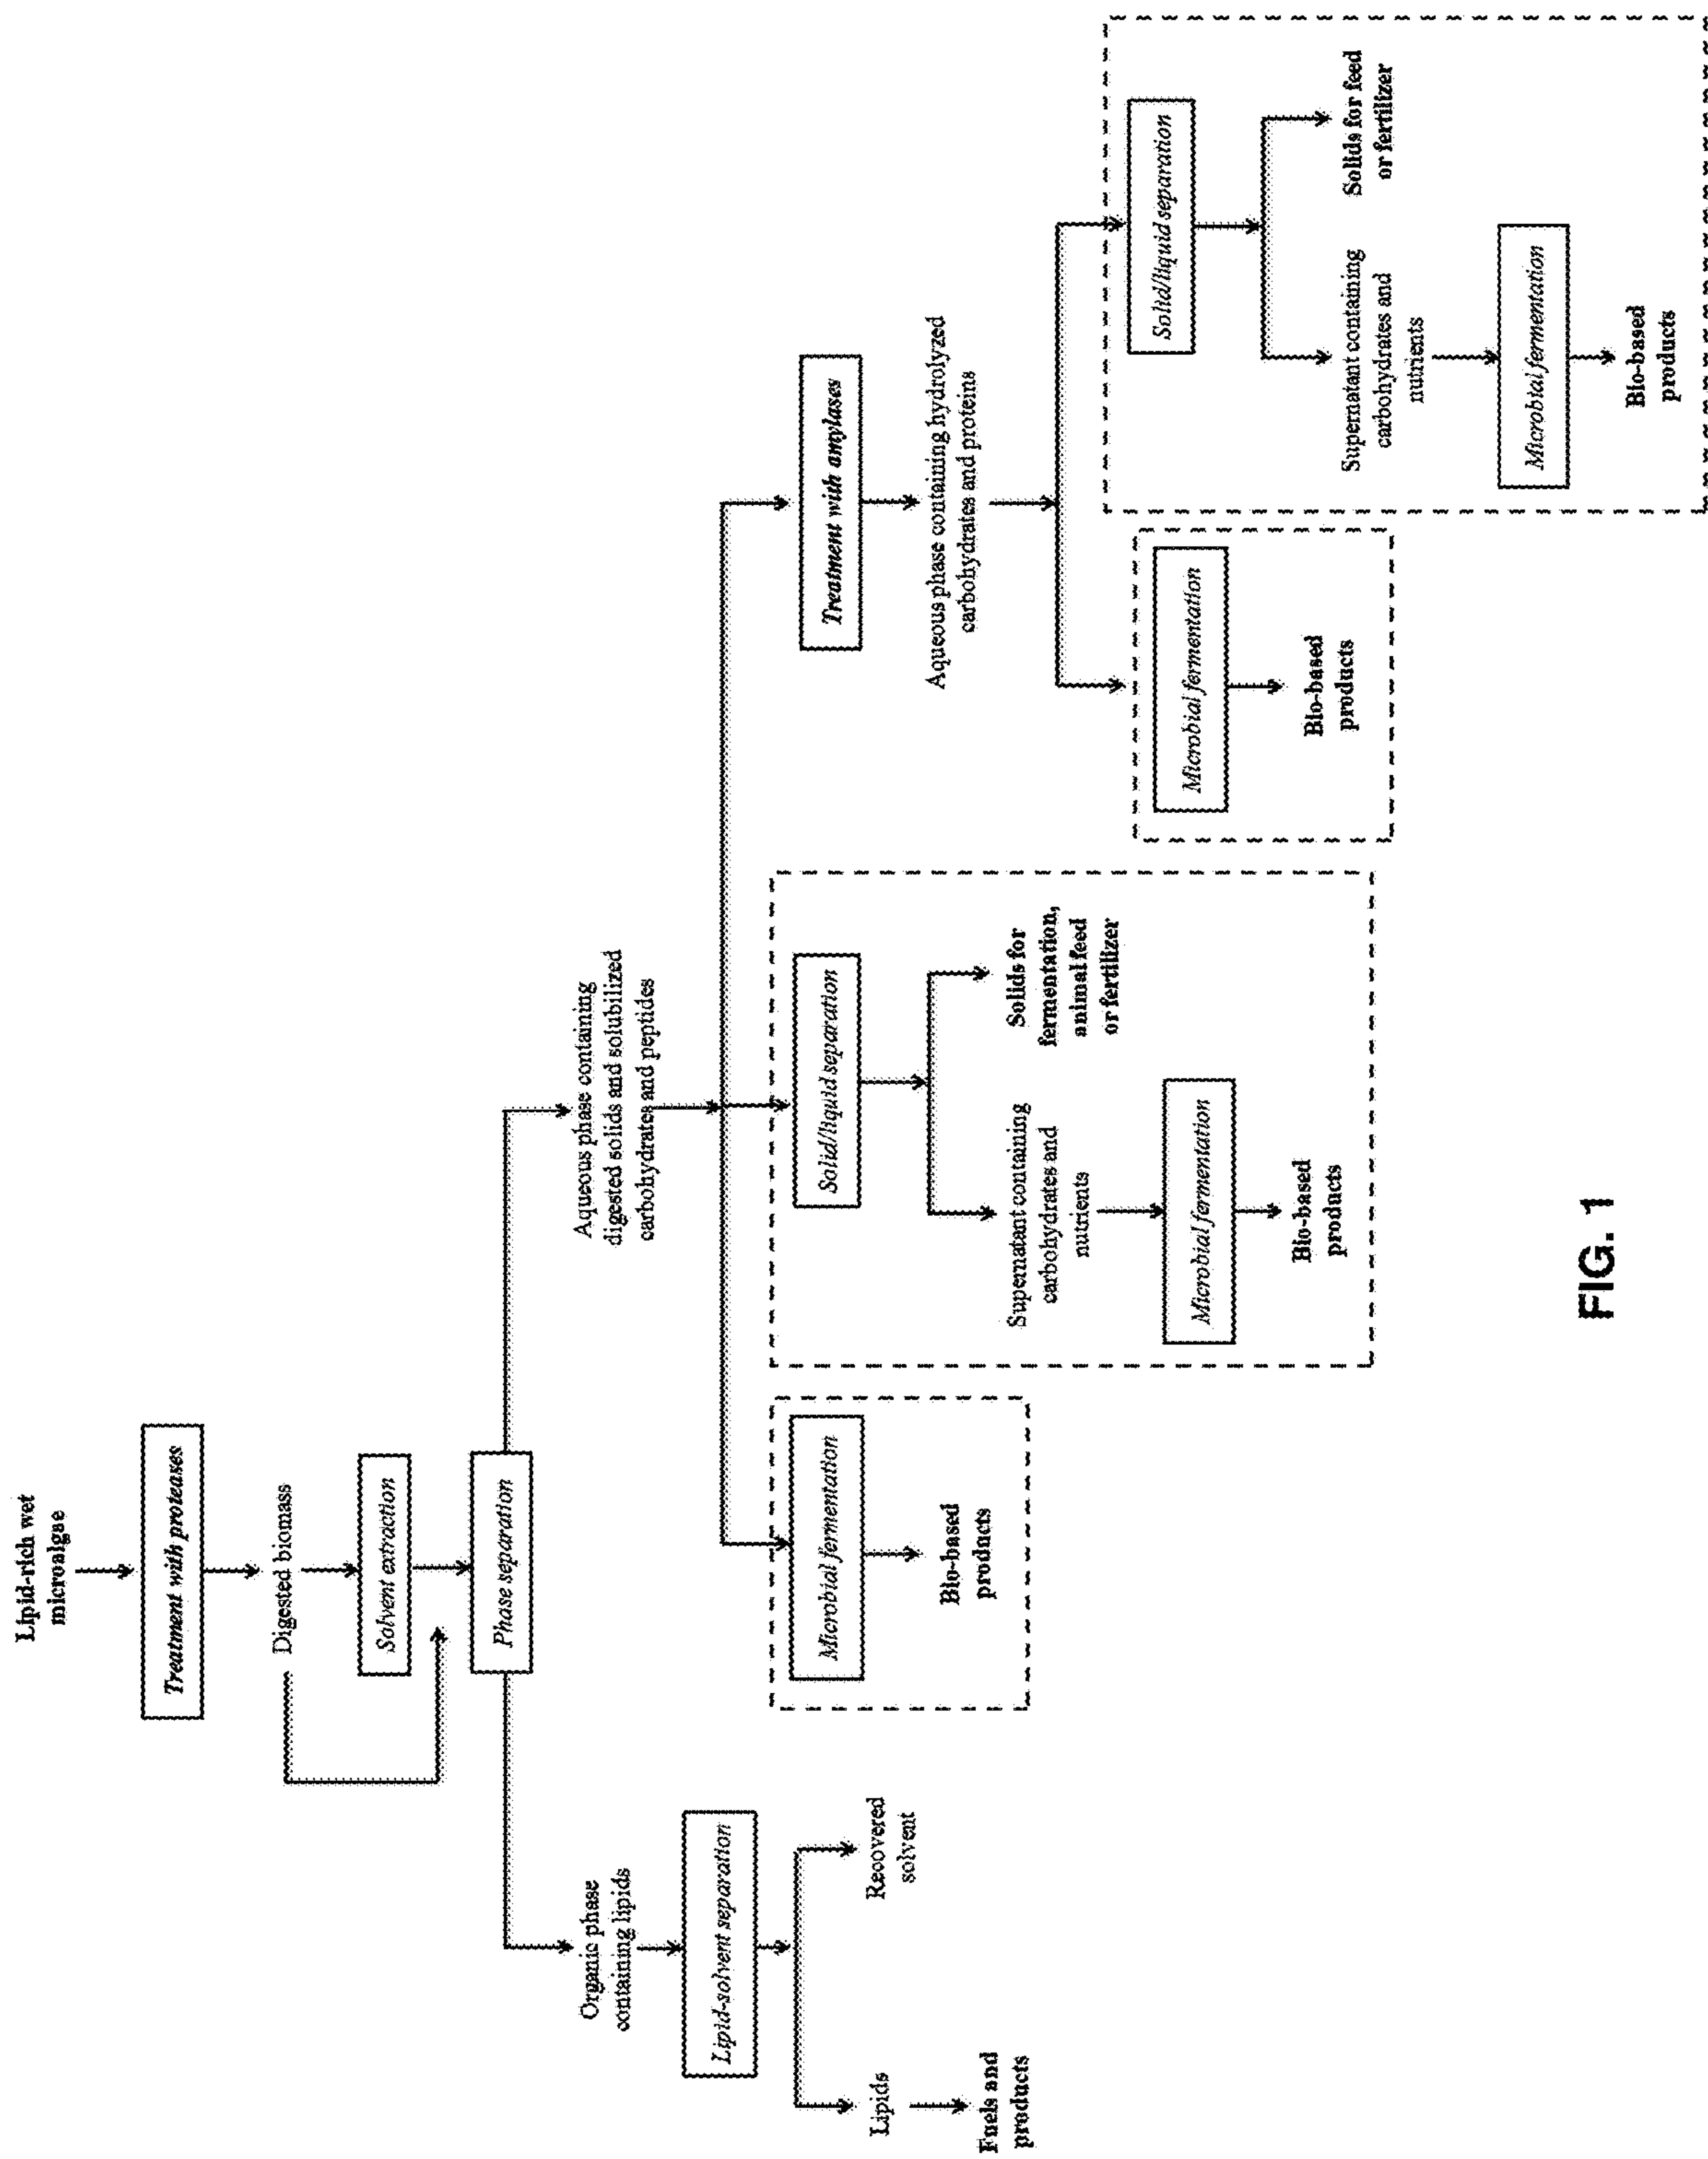 Lipid-rich wet
microalgae
Treatment with proteases
Digested biomass
Solvent extraction
Phase separation
Organic phase
containing lipids
Lipid-solvent separation
Lipids
Fuels and
products
Recovered
solvent
Aqueous phase containing
digested solids and solubilized
carbohydrates and peptides
Microbial fermentation
Bio-based
products
Solid/liquid separation
Supernatant containing
carbohydrates and
nutrients
Microbial fermentation
Bio-based
products
Solids for
fermentation,
animal feed
or fertilizer
Treatment with amylases
Aqueous phase containing hydrolyzed
carbohydrates and proteins
Microbial fermentation
Bio-based
products
Solid/liquid separation
Supernatant containing
carbohydrates and
nutrients
Microbial fermentation
Bio-based
products
Solids for feed
or fertilizer
FIG. 1